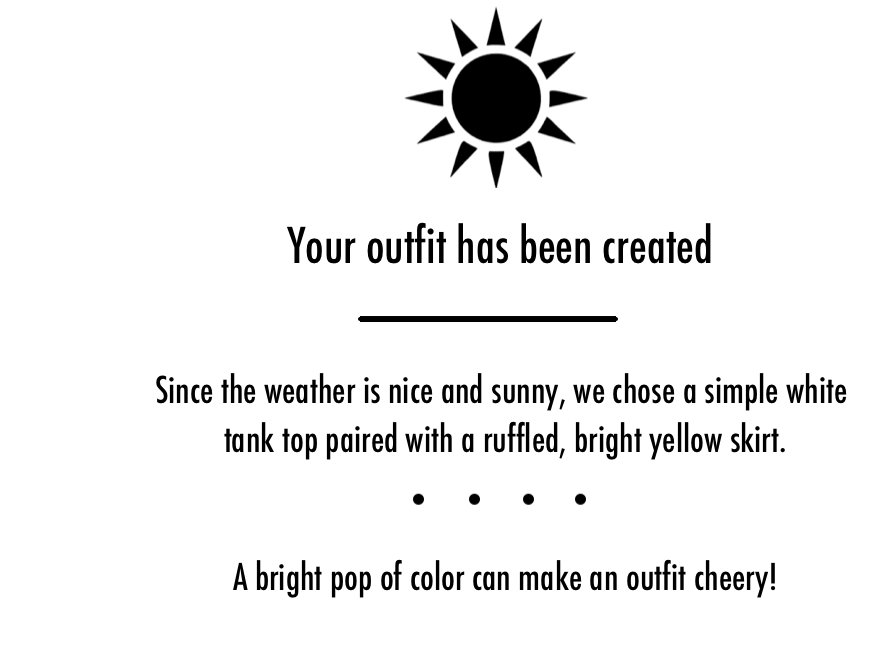 Your outfit has been created
Since the weather is nice and sunny, we chose a simple white
tank top paired with a ruffled, bright yellow skirt.
A bright pop of color can make an outfit cheery!